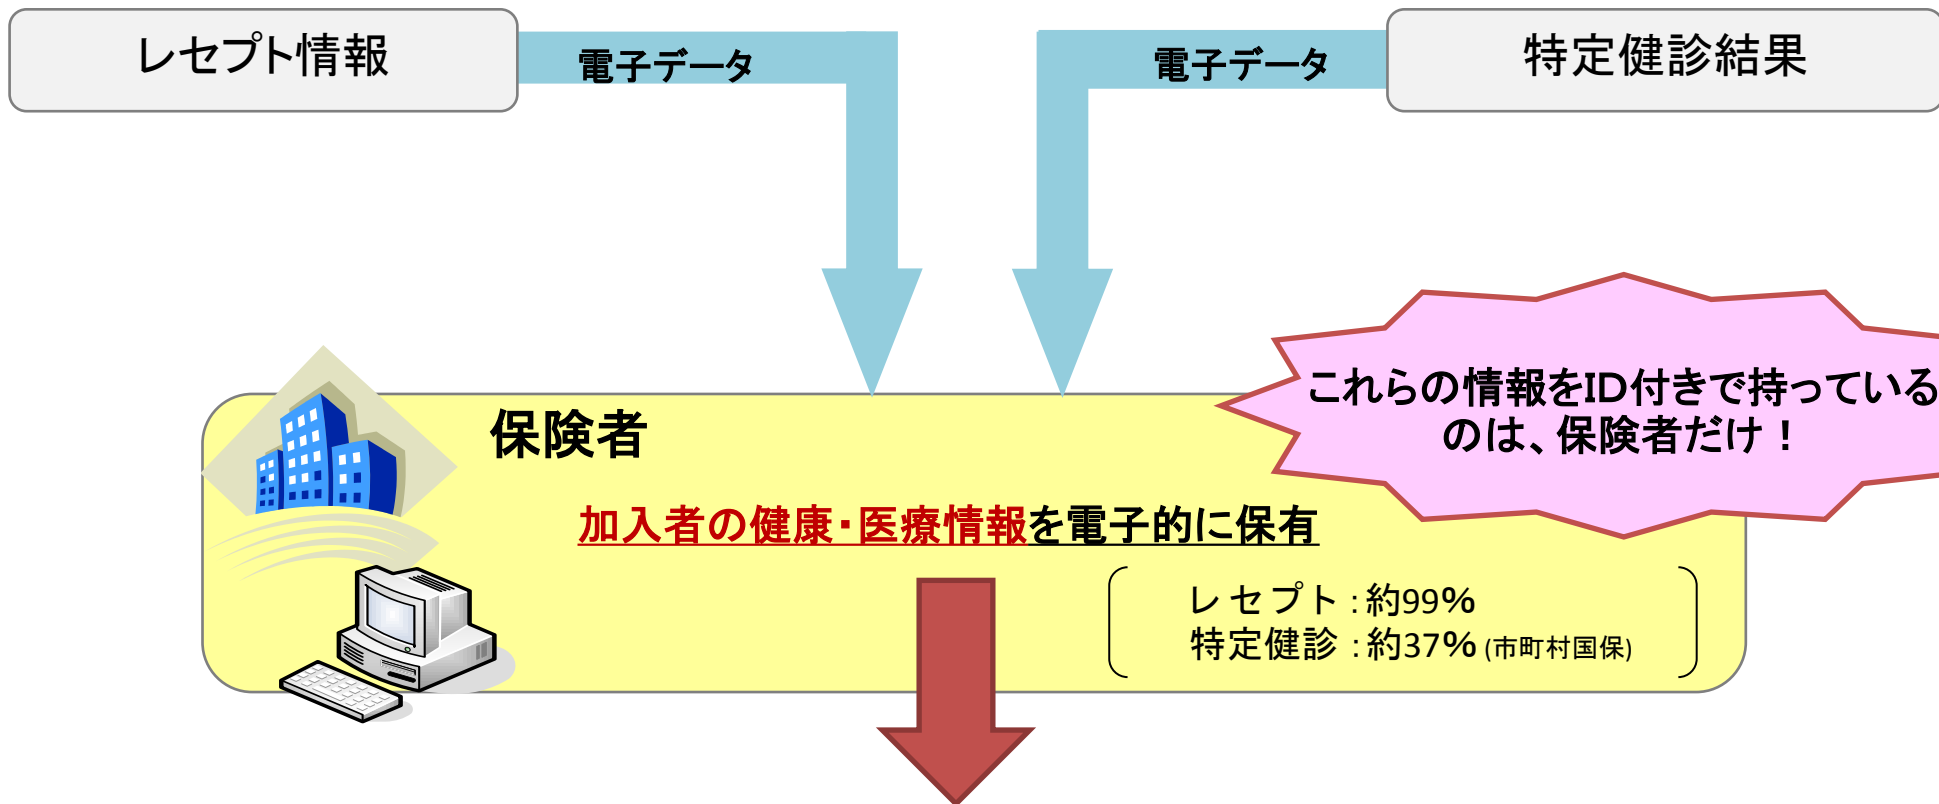 レセプト情報
電子データ
電子データ
特定健診結果
これらの情報をID付きで持っている
のは、保険者だけ！
保険者
加入者の健康・医療情報を電子的に保有
レセプト：約99%
特定健診：約37% (市町村国保)